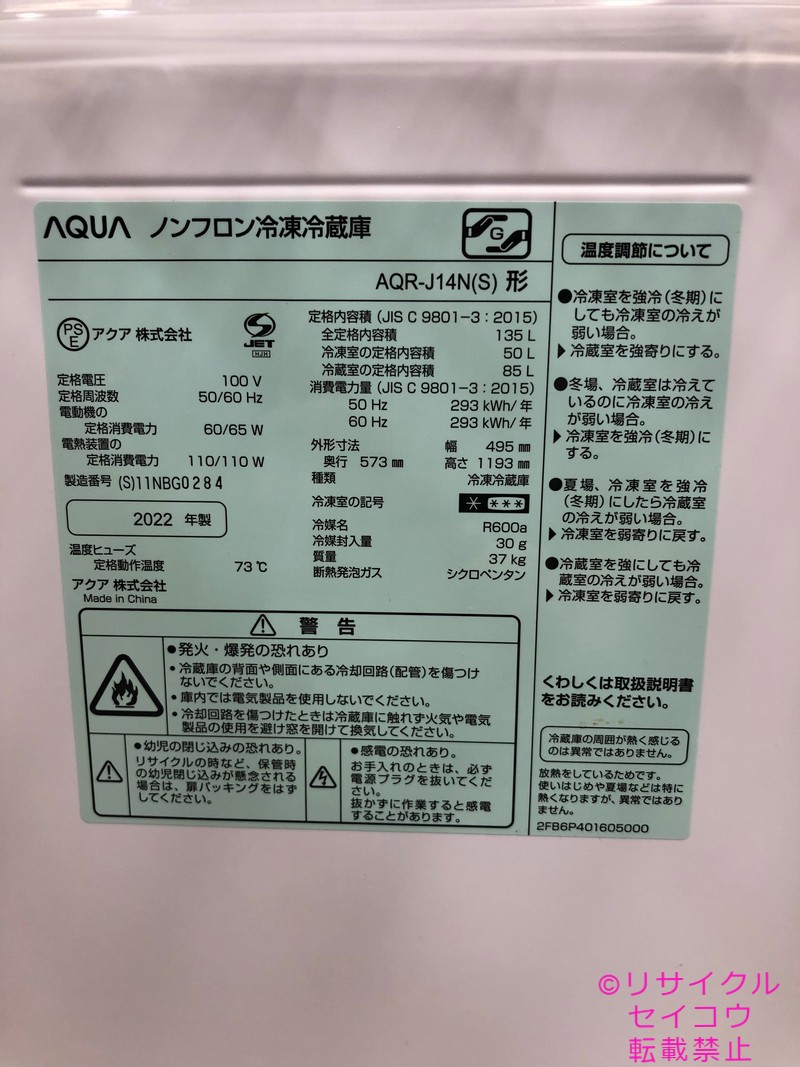 AQUA ノンフロン冷凍冷蔵庫
G
AQR-J14N(S) 形
PS
E
アクア 株式会社
JET
NJH
定格電圧 100 V
定格周波数 50/60 Hz
電動機の
定格消費電力 60/65 W
電熱装置の
定格消費電力 110/110 W
製造番号 (S)11NBG0284
2022 年製
温度ヒューズ
定格動作温度 73 ℃
アクア 株式会社
Made in China
定格内容積 (JIS C 9801-3:2015)
全定格内容積 135 L
冷凍室の定格内容積 50 L
冷蔵室の定格内容積 85 L
消費電力量 (JIS C 9801-3:2015)
50 Hz 293 kWh/年
60 Hz 293 kWh/年
外形寸法 幅 495 ㎜
奥行 573 ㎜ 高さ 1193 ㎜
種類 冷凍冷蔵庫
冷凍室の記号
冷媒名 R600a
冷媒封入量 30 g
質量 37 kg
断熱発泡ガス シクロペンタン
警告
●発火・爆発の恐れあり
・冷蔵庫の背面や側面にある冷却回路(配管)を傷つけ
ないでください。
・庫内では電気製品を使用しないでください。
・冷却回路を傷つけたときは冷蔵庫に触れず火気や電気
製品の使用を避け窓を開けて換気してください。
●幼児の閉じ込みの恐れあり。
リサイクルの時など、保管時
の幼児閉じ込みが懸念される
場合は、扉パッキングをはず
してください。
●感電の恐れあり。
お手入れのときは、必ず
電源プラグを抜いてくだ
さい。
抜かずに作業すると感電
することがあります。
温度調節について
●冷凍室を強冷(冬期)に
しても冷凍室の冷えが
弱い場合。
▶冷蔵室を強寄りにする。
●冬場、冷蔵室は冷えて
いるのに冷凍室の冷え
が弱い場合。
▶冷凍室を強冷(冬期)に
する。
●夏場、冷凍室を強冷
(冬期)にしたら冷蔵室
の冷えが弱い場合。
▶冷凍室を弱寄りに戻す。
●冷蔵室を強にしても冷
蔵室の冷えが弱い場合。
▶冷凍室を弱寄りに戻す。
くわしくは取扱説明書
をお読みください。
冷蔵庫の周囲が熱く感じる
のは異常ではありません。
放熱をしているためです。
使いはじめや夏場などは特に
熱くなりますが、異常ではあり
ません。
2FB6P401605000
©リサイクル
セイコウ
転載禁止